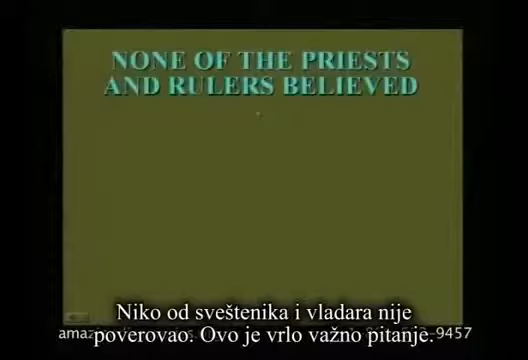 NONE OF THE PRIESTS
AND RULERS BELIEVED
Niko od sveštenika i vladara nije
poverovao. Ovo je vrlo važno pitanje.